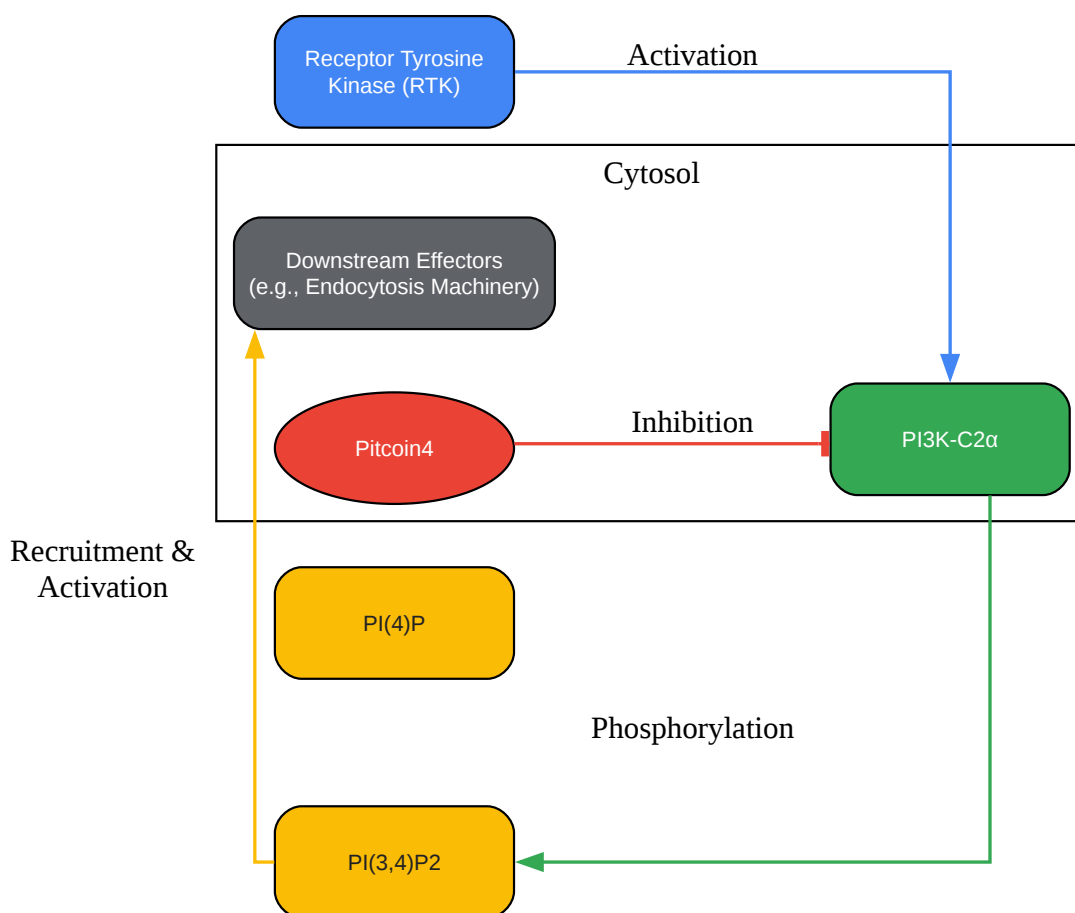 Receptor Tyrosine
Kinase (RTK)
Activation
Cytosol
Downstream Effectors
(e.g., Endocytosis Machinery)
Pitcoin4
Inhibition
PI3K-C2α
Recruitment &
Activation
PI(4)P
Phosphorylation
PI(3,4)P2